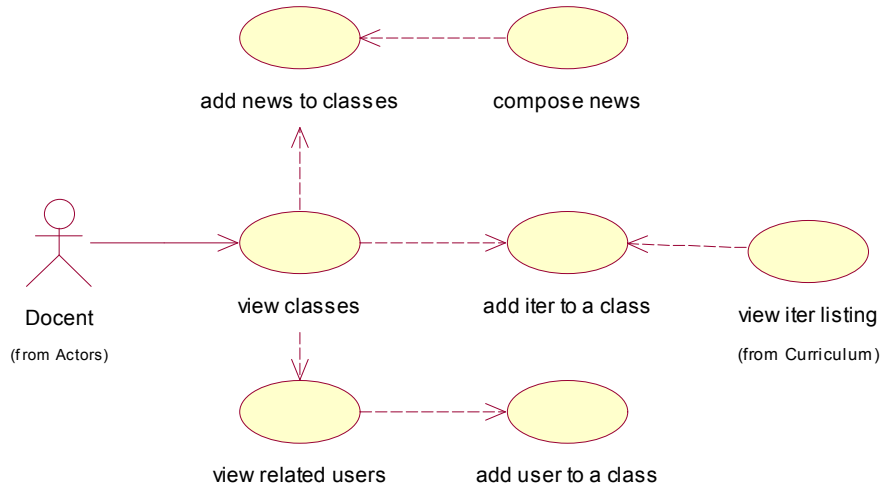 add news to classes
compose news
Docent
(from Actors)
view classes
add iter to a class
view iter listing
(from Curriculum)
view related users
add user to a class